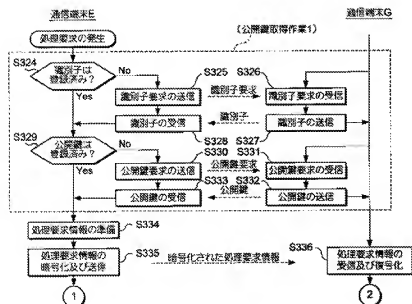 通信端末E
通信端末G
処理要求の発生
(公開鍵取得作業1)
S324
識別子は
登録済み?
No
Yes
S325
S326
識別子要求の送信
識別子要求
識別子要求の受信
識別子の受信
識別子
識別子の送信
S328
S327
S329
公開鍵は
登録済み?
No
Yes
S330
S331
公開鍵要求の送信
公開鍵要求
公開鍵要求の受信
S333
S332
公開鍵の受信
公開鍵
公開鍵の送信
処理要求情報の準備
S334
処理要求情報の
暗号化及び送信
S335
暗号化された処理要求情報
S336
処理要求情報の
受信及び復号化
1
2